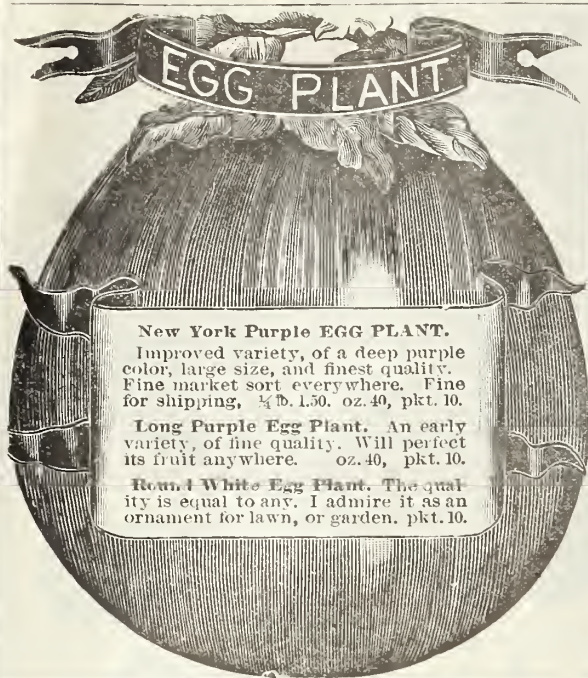 EGG PLANT
New York Purple EGG PLANT.
Improved variety, of a deep purple
color, large size, and finest quality.
Fine market sort everywhere. Fine
for shipping, ¼ lb. 1.50. oz. 40, pkt. 10.
Long Purple Egg Plant. An early
variety, of fine quality. Will perfect
its fruit anywhere. oz. 40, pkt. 10.
Round White Egg Plant. The qual-
ity is equal to any. I admire it as an
ornament for lawn, or garden. pkt. 10.